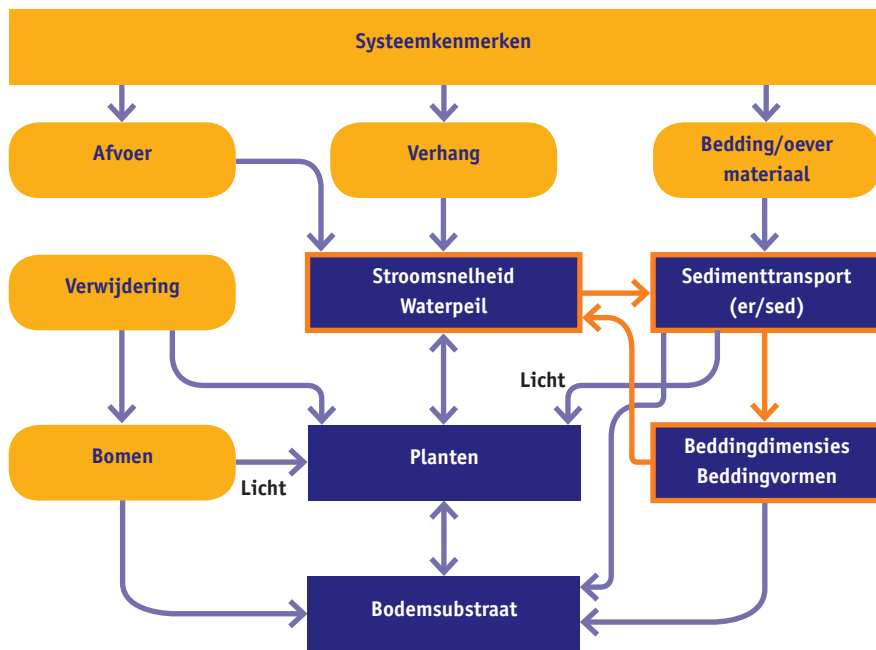 Systeemkenmerken
Afvoer
Verhang
Bedding/oever
materiaal
Verwijdering
Stroomsnelheid
Waterpeil
Sedimenttransport
(er/sed)
Licht
Bomen
Licht
Planten
Beddingdimensies
Beddingvormen
Bodemsubstraat